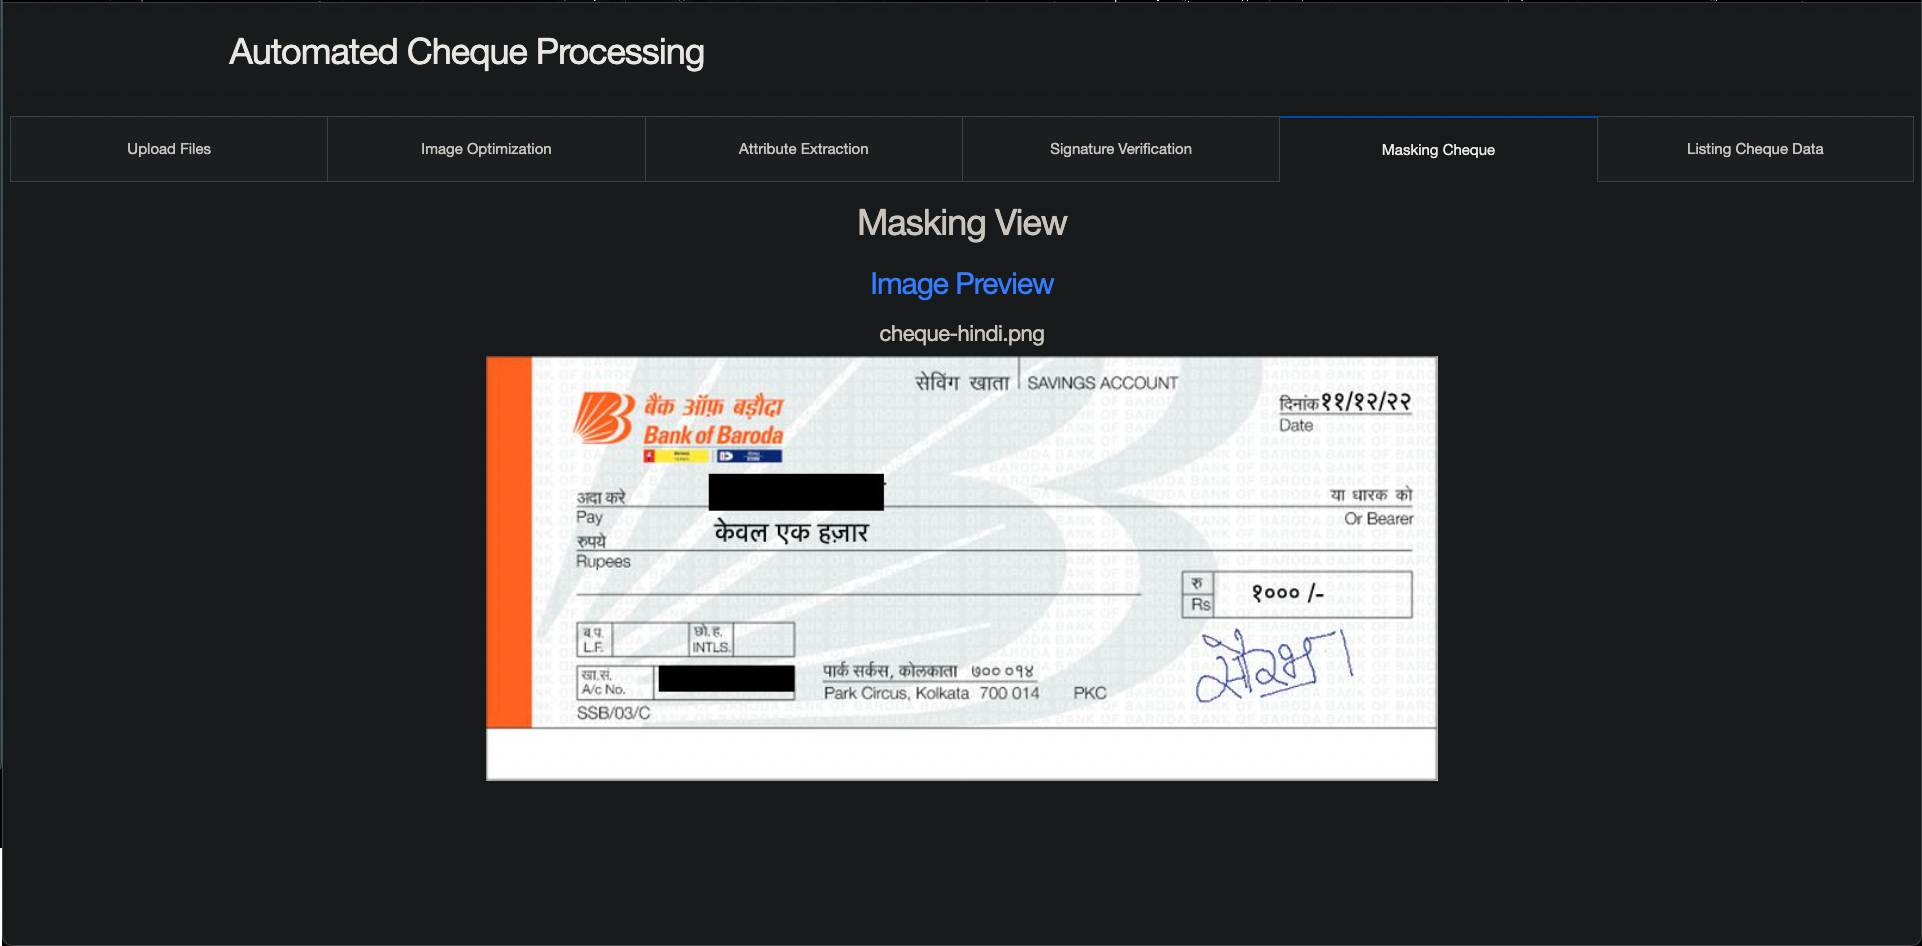 Automated Cheque Processing
Upload Files
Image Optimization
Attribute Extraction
Signature Verification
Masking Cheque
Listing Cheque Data
Masking View
Image Preview
cheque-hindi.png
सेविंग खाता | SAVINGS ACCOUNT
बैंक ऑफ़ बड़ौदा
Bank of Baroda
दिनांक ११/१२/२२
Date
अदा करे
या धारक को
Pay
Or Bearer
केवल एक हज़ार
रुपये
Rupees
रु
Rs
१००० /-
ब.पृ.
L.F.
छो.ह.
INTLS.
खा.सं.
A/c No.
पार्क सर्कस, कोलकाता ७०० ०१४
Park Circus, Kolkata 700 014 PKC
SSB/03/C